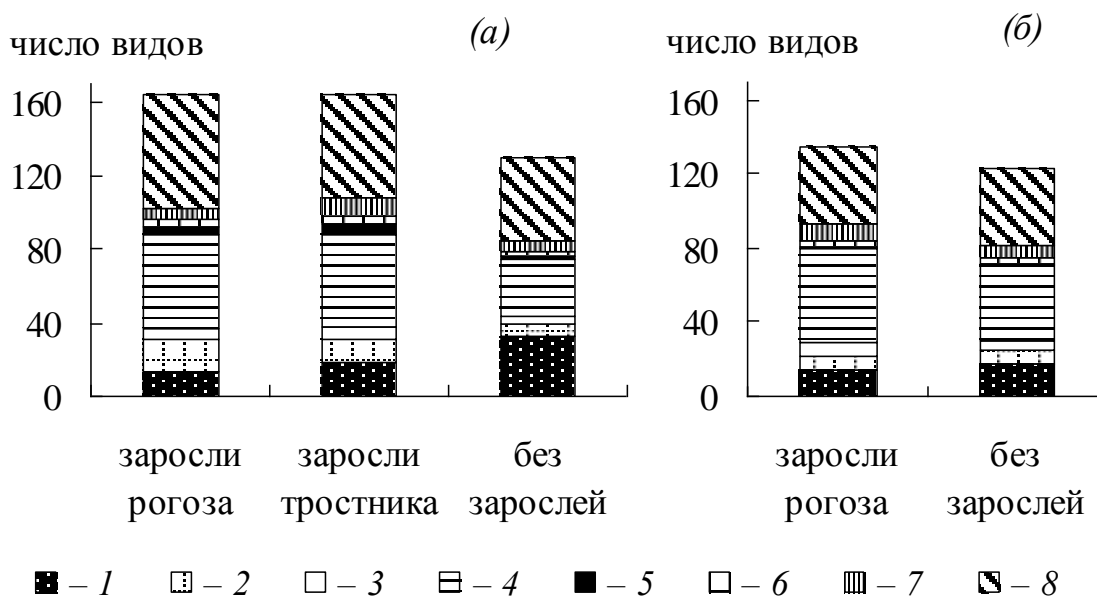 число видов
(а)
160
120
80
40
0
заросли рогоза
заросли тростника
без зарослей
число видов
(б)
160
120
80
40
0
заросли рогоза
без зарослей
– 1 – 2 – 3 – 4 – 5 – 6 – 7 – 8